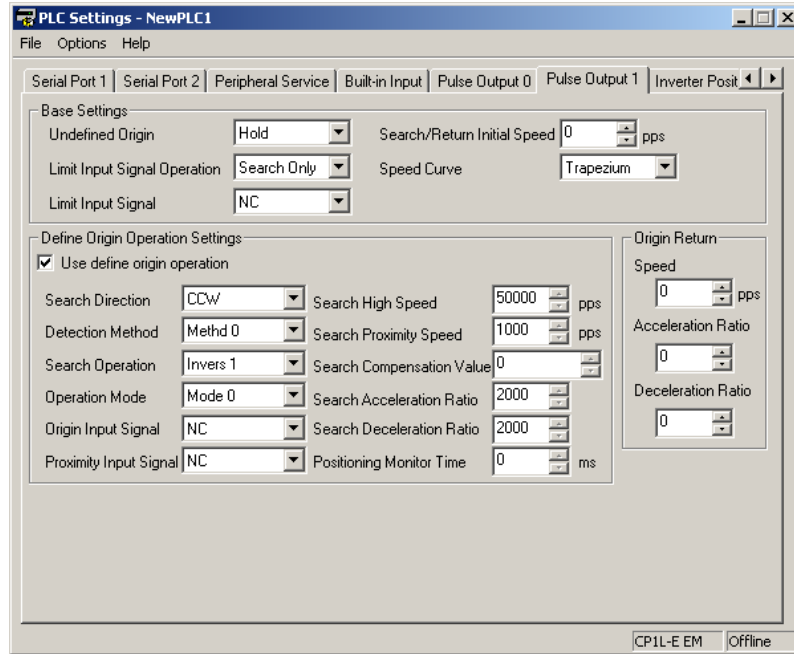 PLC Settings - NewPLC1
File Options Help
Serial Port 1 Serial Port 2 Peripheral Service Built-in Input Pulse Output 0 Pulse Output 1 Inverter Posit
Base Settings
Undefined Origin Hold Search/Return Initial Speed 0 pps
Limit Input Signal Operation Search Only Speed Curve Trapezium
Limit Input Signal NC
Define Origin Operation Settings Origin Return
Use define origin operation Speed
0 pps
Search Direction CCW Search High Speed 50000 pps
Detection Method Methd 0 Search Proximity Speed 1000 pps Acceleration Ratio
Search Operation Invers 1 Search Compensation Value 0 0
Operation Mode Mode 0 Search Acceleration Ratio 2000 Deceleration Ratio
Origin Input Signal NC Search Deceleration Ratio 2000 0
Proximity Input Signal NC Positioning Monitor Time 0 ms
CP1L-E EM Offline